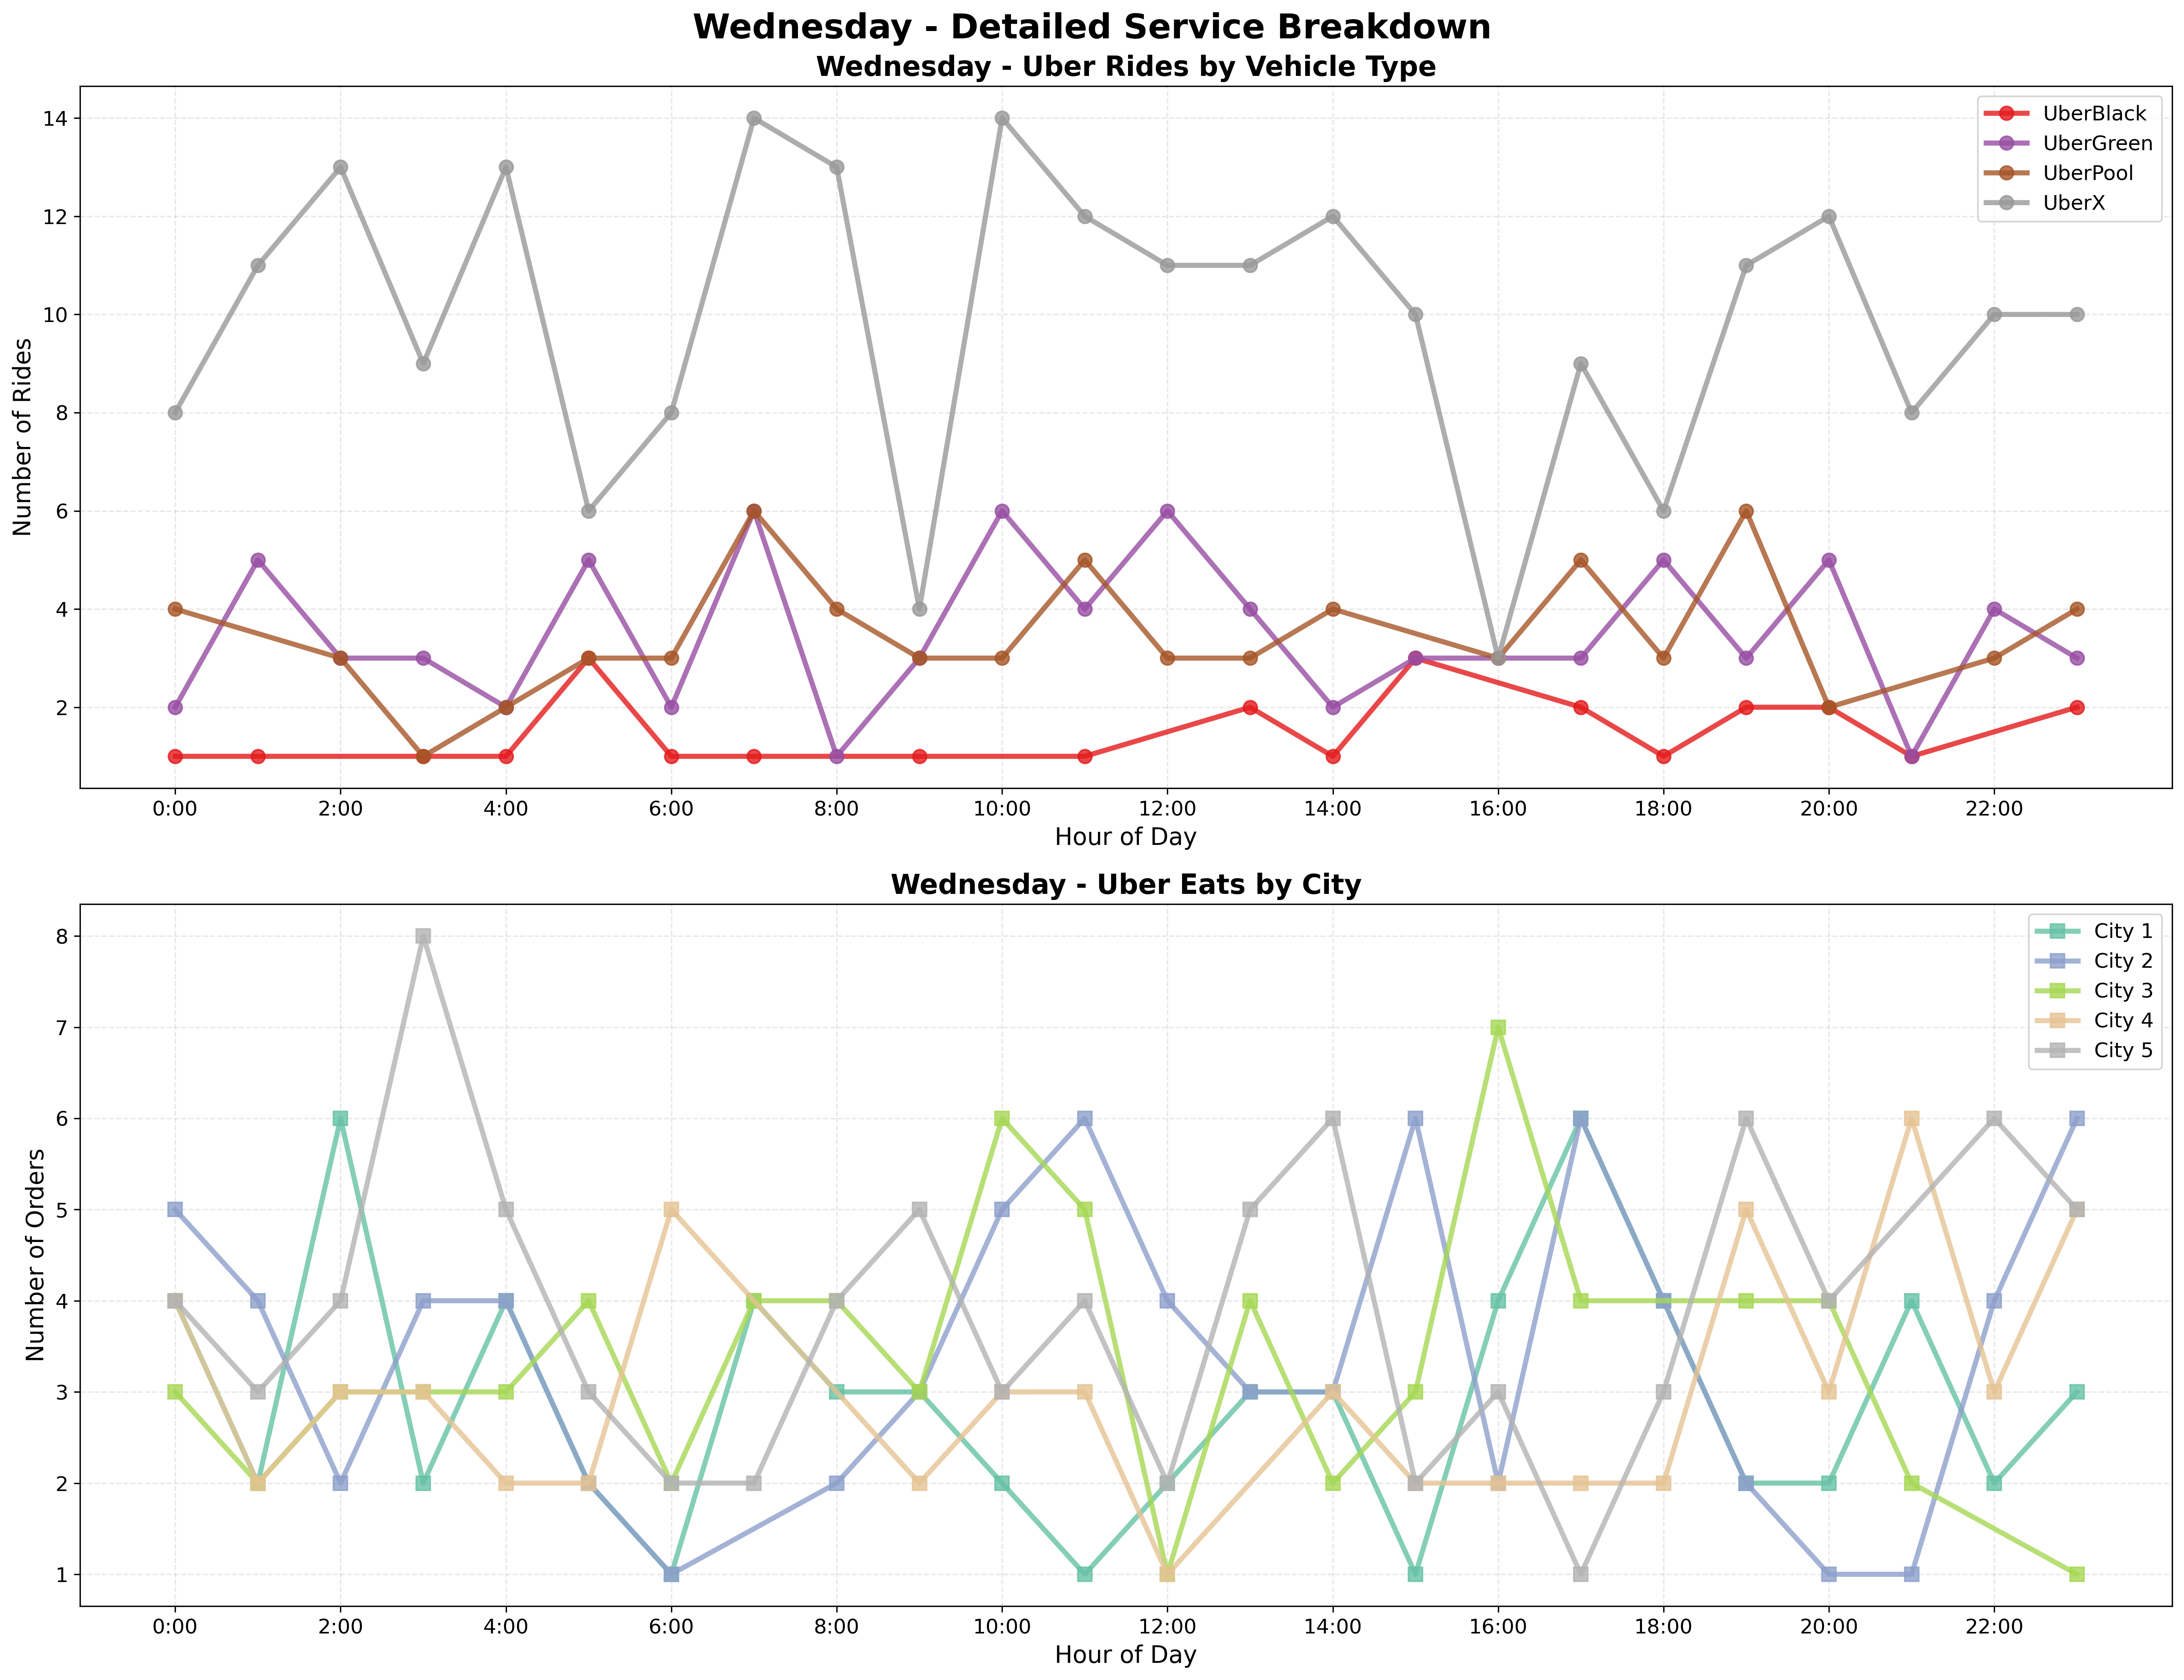 Wednesday - Detailed Service Breakdown
Wednesday - Uber Rides by Vehicle Type
Number of Rides
14
12
10
8
6
4
2
UberBlack
UberGreen
UberPool
UberX
0:00 2:00 4:00 6:00 8:00 10:00 12:00 14:00 16:00 18:00 20:00 22:00
Hour of Day
Wednesday - Uber Eats by City
Number of Orders
8
7
6
5
4
3
2
1
City 1
City 2
City 3
City 4
City 5
0:00 2:00 4:00 6:00 8:00 10:00 12:00 14:00 16:00 18:00 20:00 22:00
Hour of Day